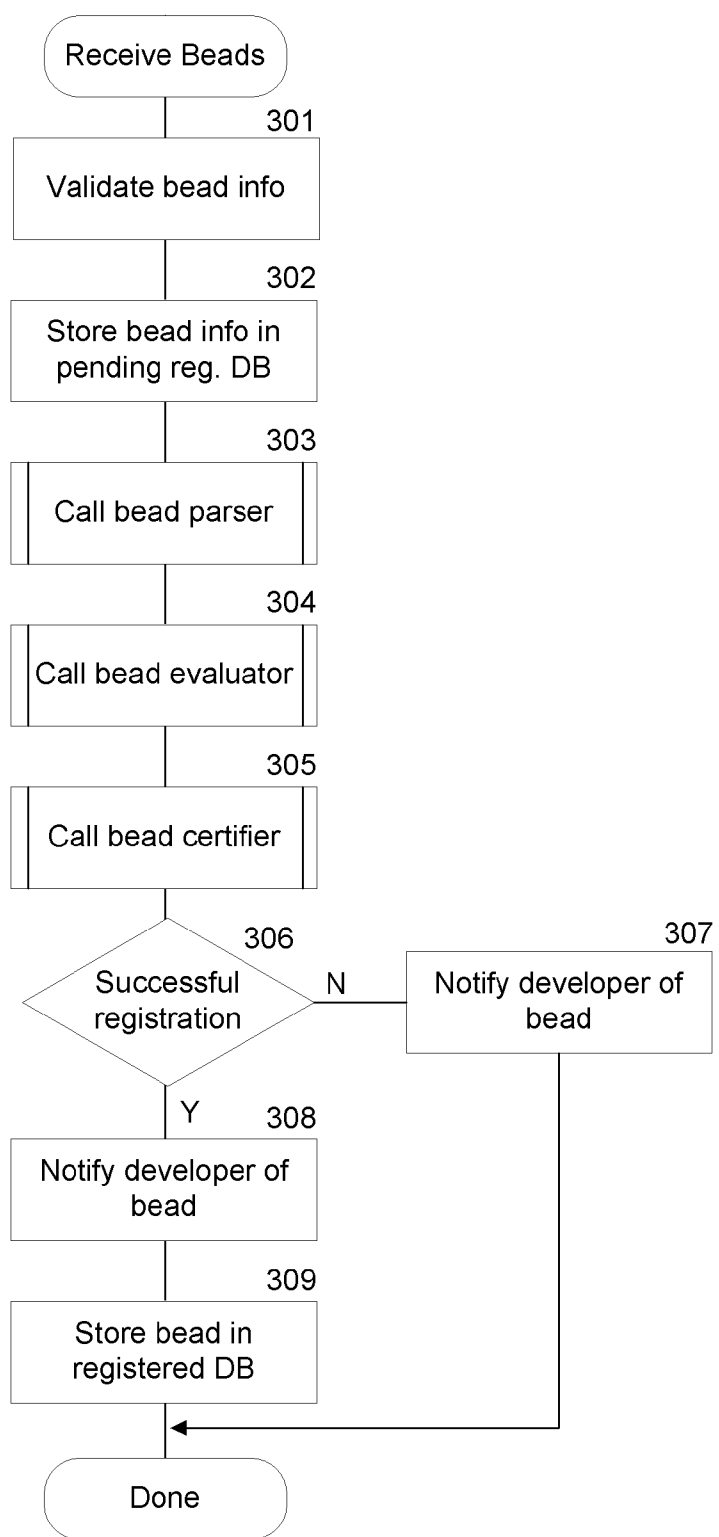 Receive Beads
301
Validate bead info
302
Store bead info in
pending reg. DB
303
Call bead parser
304
Call bead evaluator
305
Call bead certifier
306
Successful
registration
N
307
Notify developer of
bead
Y
308
Notify developer of
bead
309
Store bead in
registered DB
Done